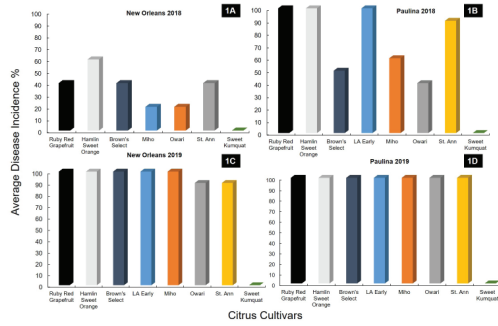 New Orleans 2018
1A
100
90
80
70
60
50
40
30
20
10
0
Ruby Red Grapefruit
Hamlin Sweet Orange
Brown's Select
Miho
Owari
St. Ann
Sweet Kumquat
Paulina 2018
1B
100
90
80
70
60
50
40
30
20
10
0
Ruby Red Grapefruit
Hamlin Sweet Orange
Brown's Select
LA Early
Miho
Owari
St. Ann
Sweet Kumquat
Average Disease Incidence %
New Orleans 2019
1C
100
90
80
70
60
50
40
30
20
10
0
Ruby Red Grapefruit
Hamlin Sweet Orange
Brown's Select
LA Early
Miho
Owari
St. Ann
Sweet Kumquat
Paulina 2019
1D
100
90
80
70
60
50
40
30
20
10
0
Ruby Red Grapefruit
Hamlin Sweet Orange
Brown's Select
LA Early
Miho
Owari
St. Ann
Sweet Kumquat
Citrus Cultivars